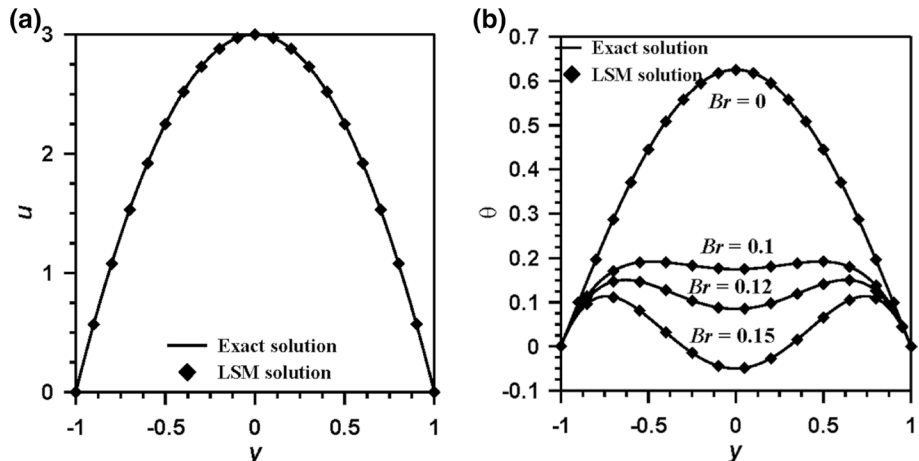 (a)
3
2
1
0
u
-1 -0.5 0 0.5 1
y
Exact solution
LSM solution
(b)
0.7
0.6
0.5
0.4
0.3
0.2
0.1
0
-0.1
θ
-1 -0.5 0 0.5 1
y
Exact solution
LSM solution
Br = 0
Br = 0.1
Br = 0.12
Br = 0.15